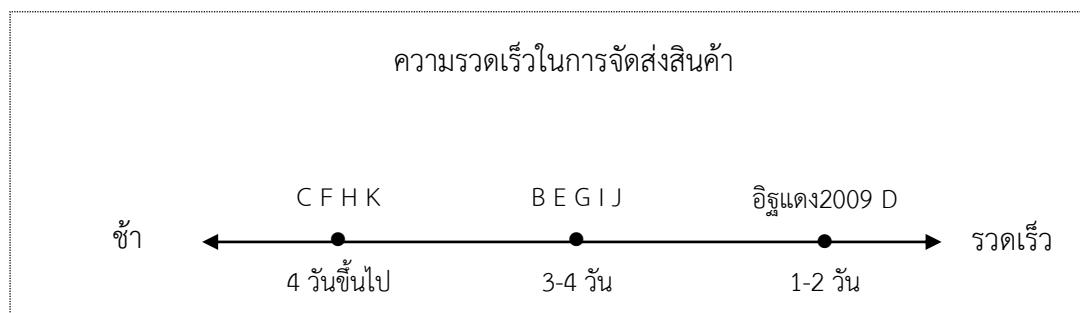 ความรวดเร็วในการจัดส่งสินค้า
C F H K B E G I J อิฐแดง2009 D
ช้า รวดเร็ว
4 วันขึ้นไป 3-4 วัน 1-2 วัน